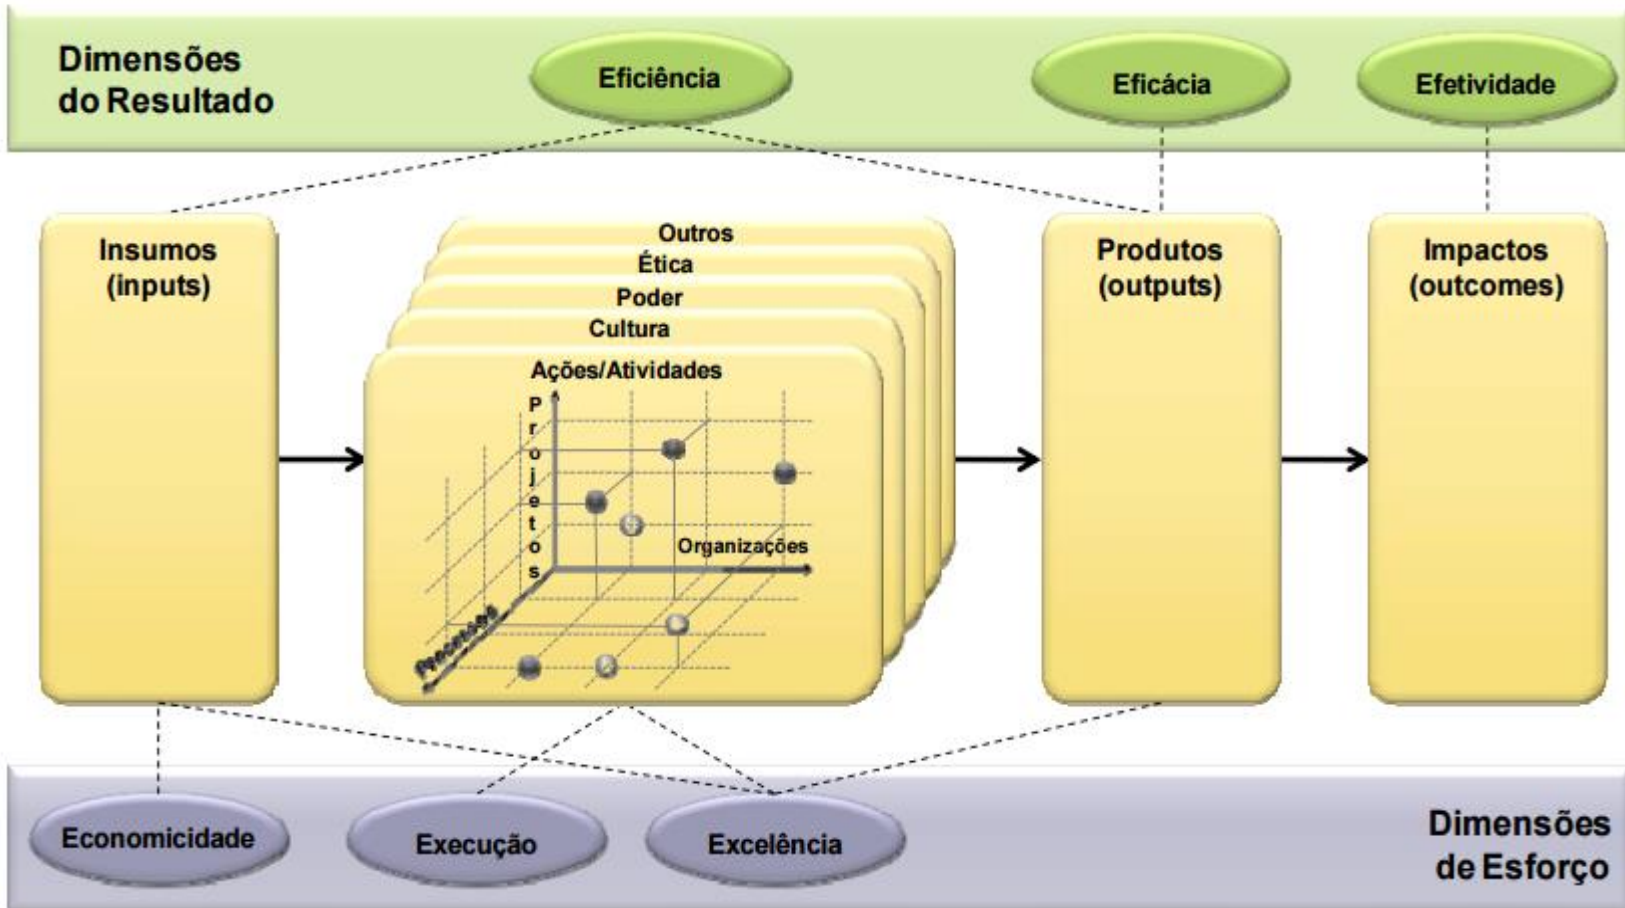 Dimensões
do Resultado
Eficiência
Eficácia
Efetividade
Insumos
(inputs)
Outros
Ética
Poder
Cultura
Ações/Atividades
Projetos
Organizações
Processos
Produtos
(outputs)
Impactos
(outcomes)
Economicidade
Execução
Excelência
Dimensões
de Esforço